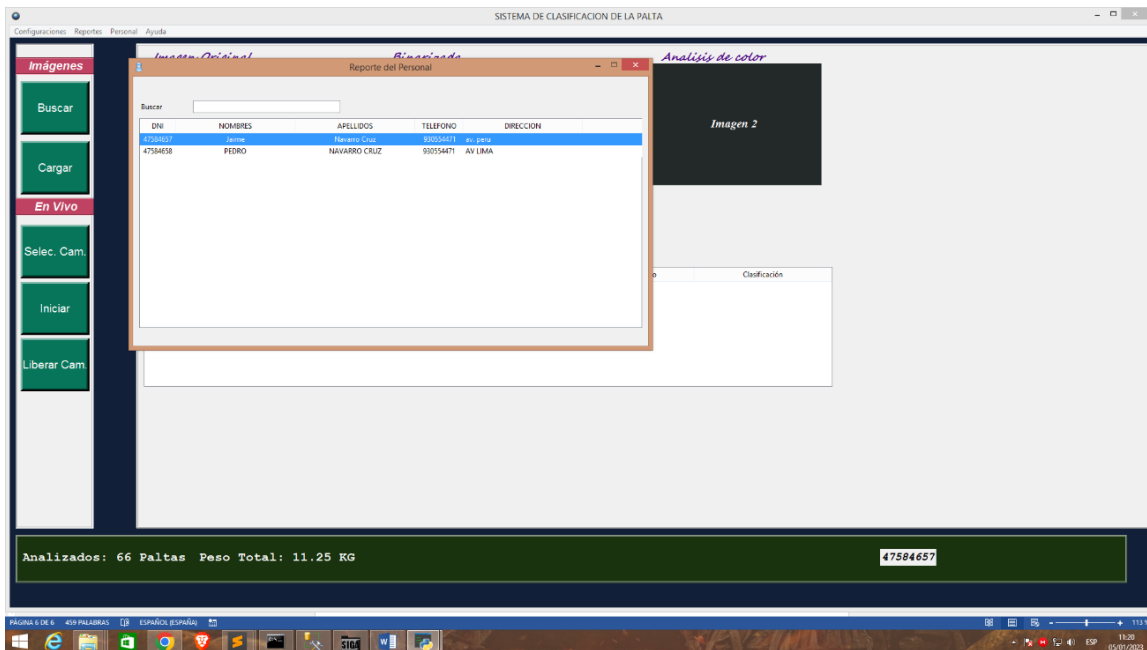 SISTEMA DE CLASIFICACION DE LA PALTA
Configuraciones Reportes Personal Ayuda
Imágenes
Buscar
Cargar
En Vivo
Selec. Cam.
Iniciar
Liberar Cam.
Imagen Original Binarizada Analisis de color
Reporte del Personal
Buscar
DNI NOMBRES APELLIDOS TELEFONO DIRECCION
47584657 Jaime Navarro Cruz 930554471 av. peru
47584658 PEDRO NAVARRO CRUZ 930554471 AV LIMA
Imagen 2
o Clasificación
Analizados: 66 Paltas Peso Total: 11.25 KG
47584657
PÁGINA 6 DE 6 459 PALABRAS ESPAÑOL (ESPAÑA)
113 %
SIGA
ESP
11:20
05/01/2023